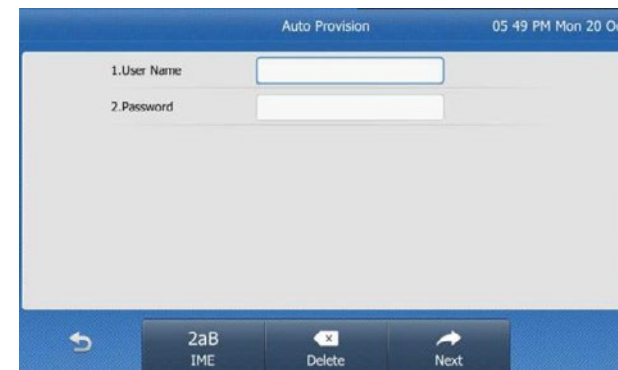 Auto Provision 05 49 PM Mon 20 O
1.User Name
2.Password
2aB
IME Delete Next